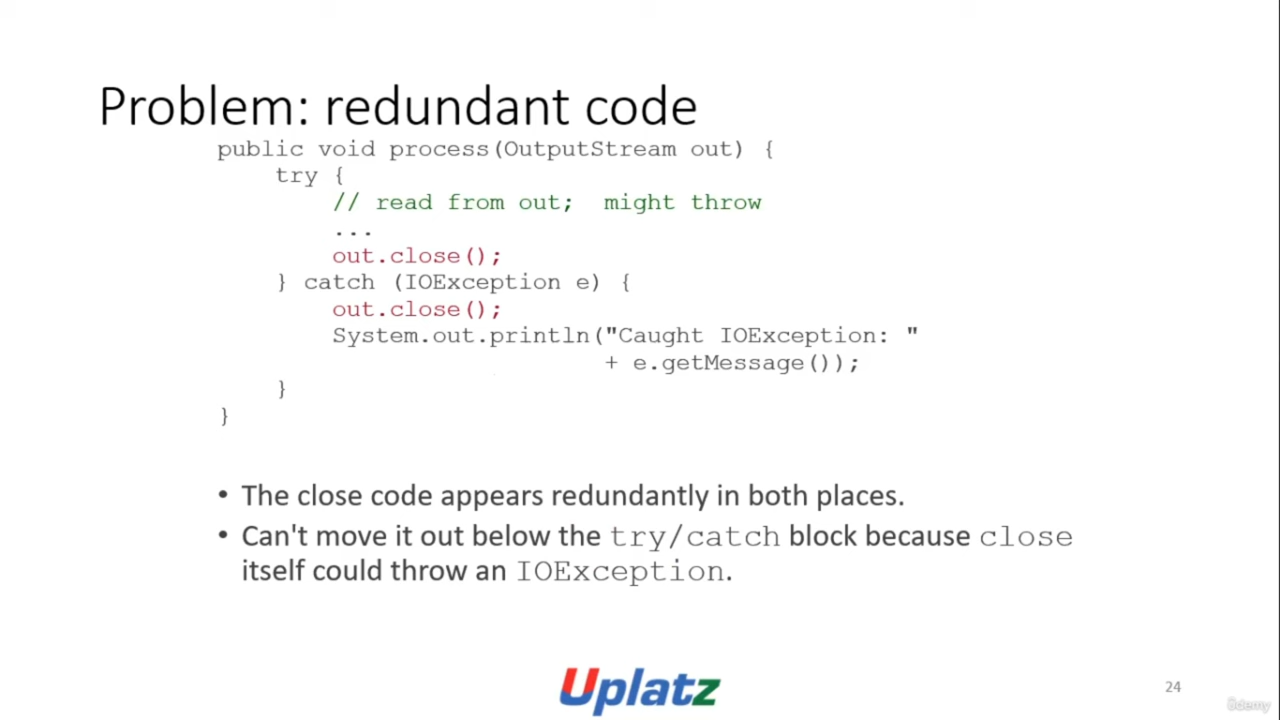 Problem: redundant code
public void process(OutputStream out) {
try {
// read from out;  might throw
...
out.close();
} catch (IOException e) {
out.close();
System.out.println("Caught IOException: "
+ e.getMessage());
}
}
• The close code appears redundantly in both places.
• Can't move it out below the try/catch block because close
itself could throw an IOException.
Uplatz
24
ûdemy